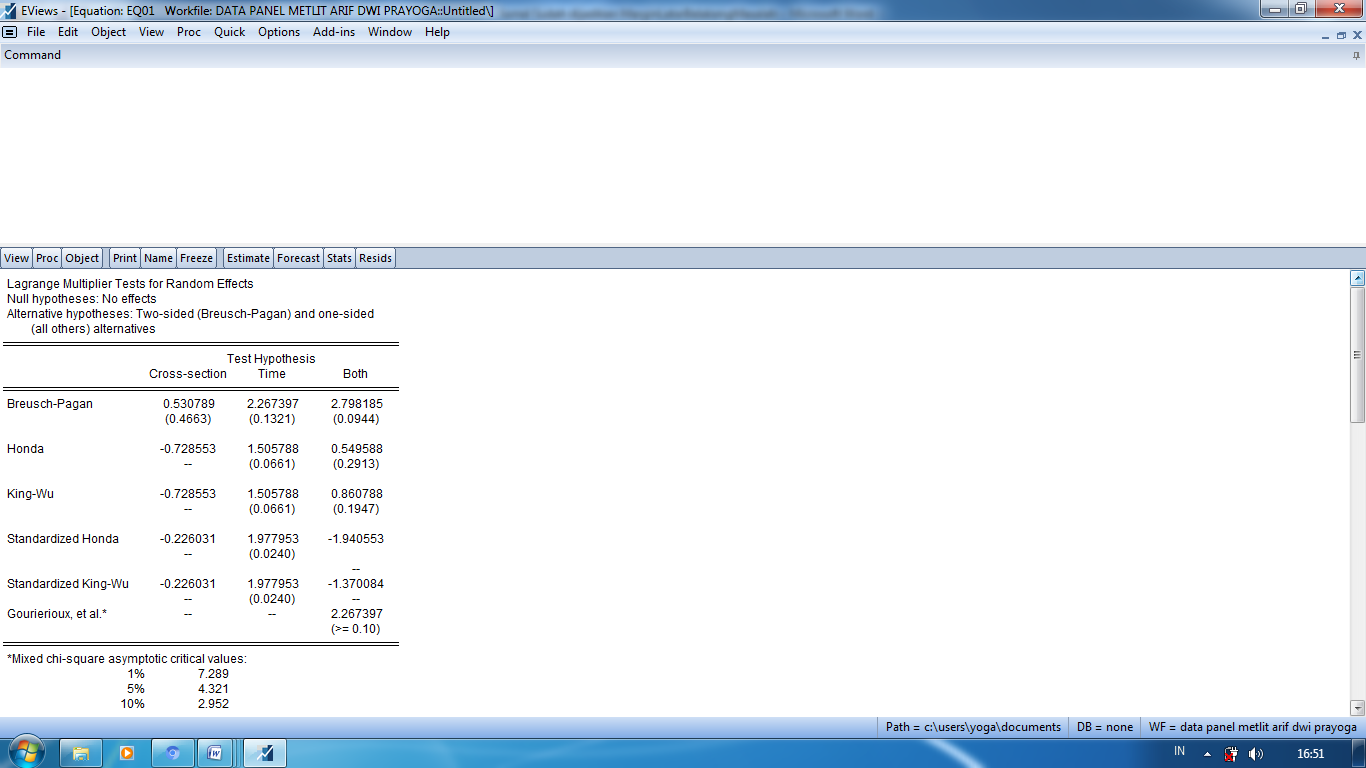 EViews - [Equation: EQ01 Workfile: DATA PANEL METLIT ARIF DWI PRAYOGA::Untitled\]
File Edit Object View Proc Quick Options Add-ins Window Help
Command
View Proc Object Print Name Freeze Estimate Forecast Stats Resids
Lagrange Multiplier Tests for Random Effects
Null hypotheses: No effects
Alternative hypotheses: Two-sided (Breusch-Pagan) and one-sided
(all others) alternatives
Test Hypothesis
Cross-section Time Both
Breusch-Pagan 0.530789 2.267397 2.798185
(0.4663) (0.1321) (0.0944)
Honda -0.728553 1.505788 0.549588
-- (0.0661) (0.2913)
King-Wu -0.728553 1.505788 0.860788
-- (0.0661) (0.1947)
Standardized Honda -0.226031 1.977953 -1.940553
-- (0.0240)
--
Standardized King-Wu -0.226031 1.977953 -1.370084
-- (0.0240) --
Gourierioux, et al.* -- -- 2.267397
(>= 0.10)
*Mixed chi-square asymptotic critical values:
1% 7.289
5% 4.321
10% 2.952
Path = c:\users\yoga\documents DB = none WF = data panel metlit arif dwi prayoga
IN 16:51